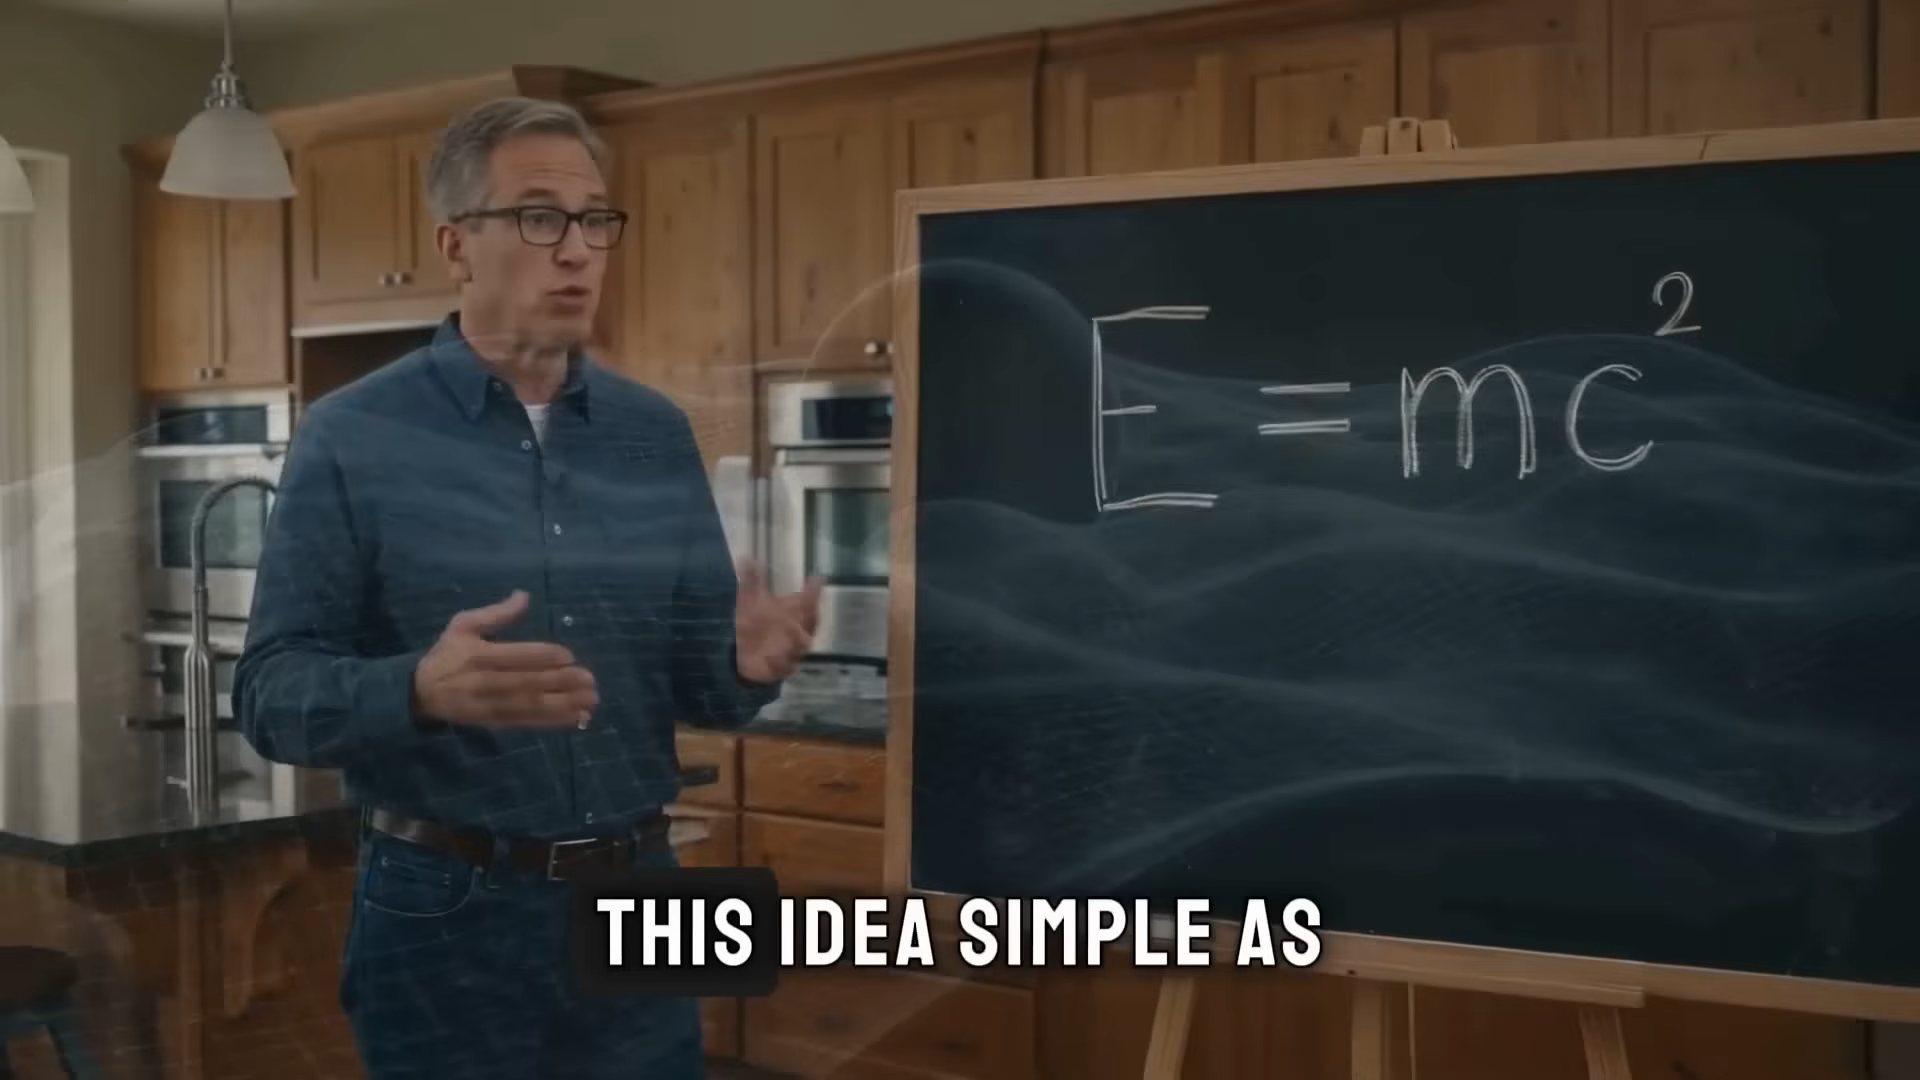 E = mc²
THIS IDEA SIMPLE AS